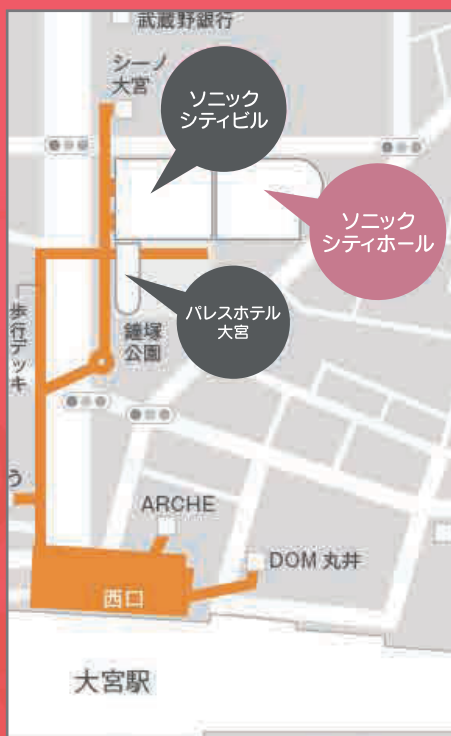 武蔵野銀行
シーノ
大宮
ソニック
シティビル
ソニック
シティホール
パレスホテル
大宮
鐘塚
公園
歩行デッキ
う
ARCHE
DOM 丸井
西口
大宮駅